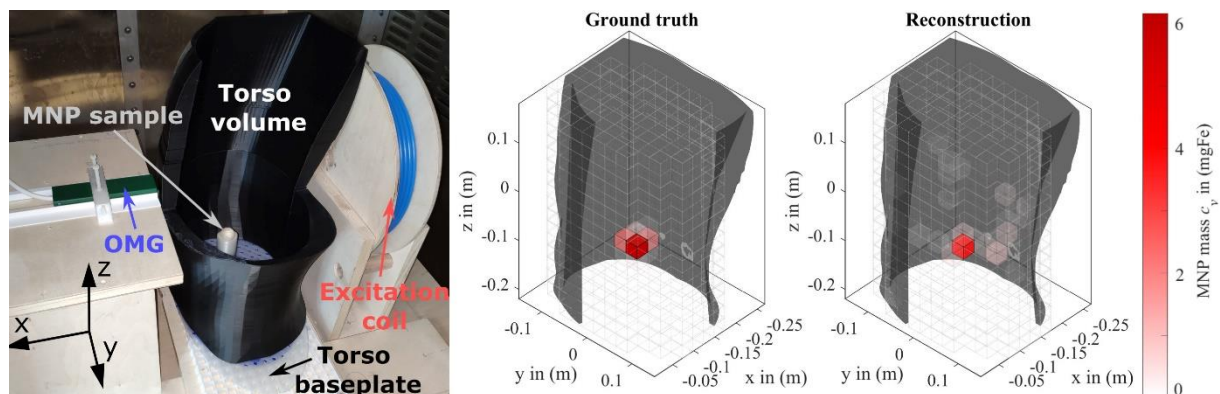 Torso
volume
MNP sample
OMG
Excitation
coil
Torso
baseplate
z
x
y
Ground truth
0.1
0
-0.1
-0.2
z in (m)
-0.1
0
0.1
y in (m)
-0.25
-0.2
-0.15
-0.1
-0.05
x in (m)
Reconstruction
0.1
0
-0.1
-0.2
z in (m)
-0.1
0
0.1
y in (m)
-0.25
-0.2
-0.15
-0.1
-0.05
x in (m)
6
4
2
0
MNP mass c_v in (mgFe)